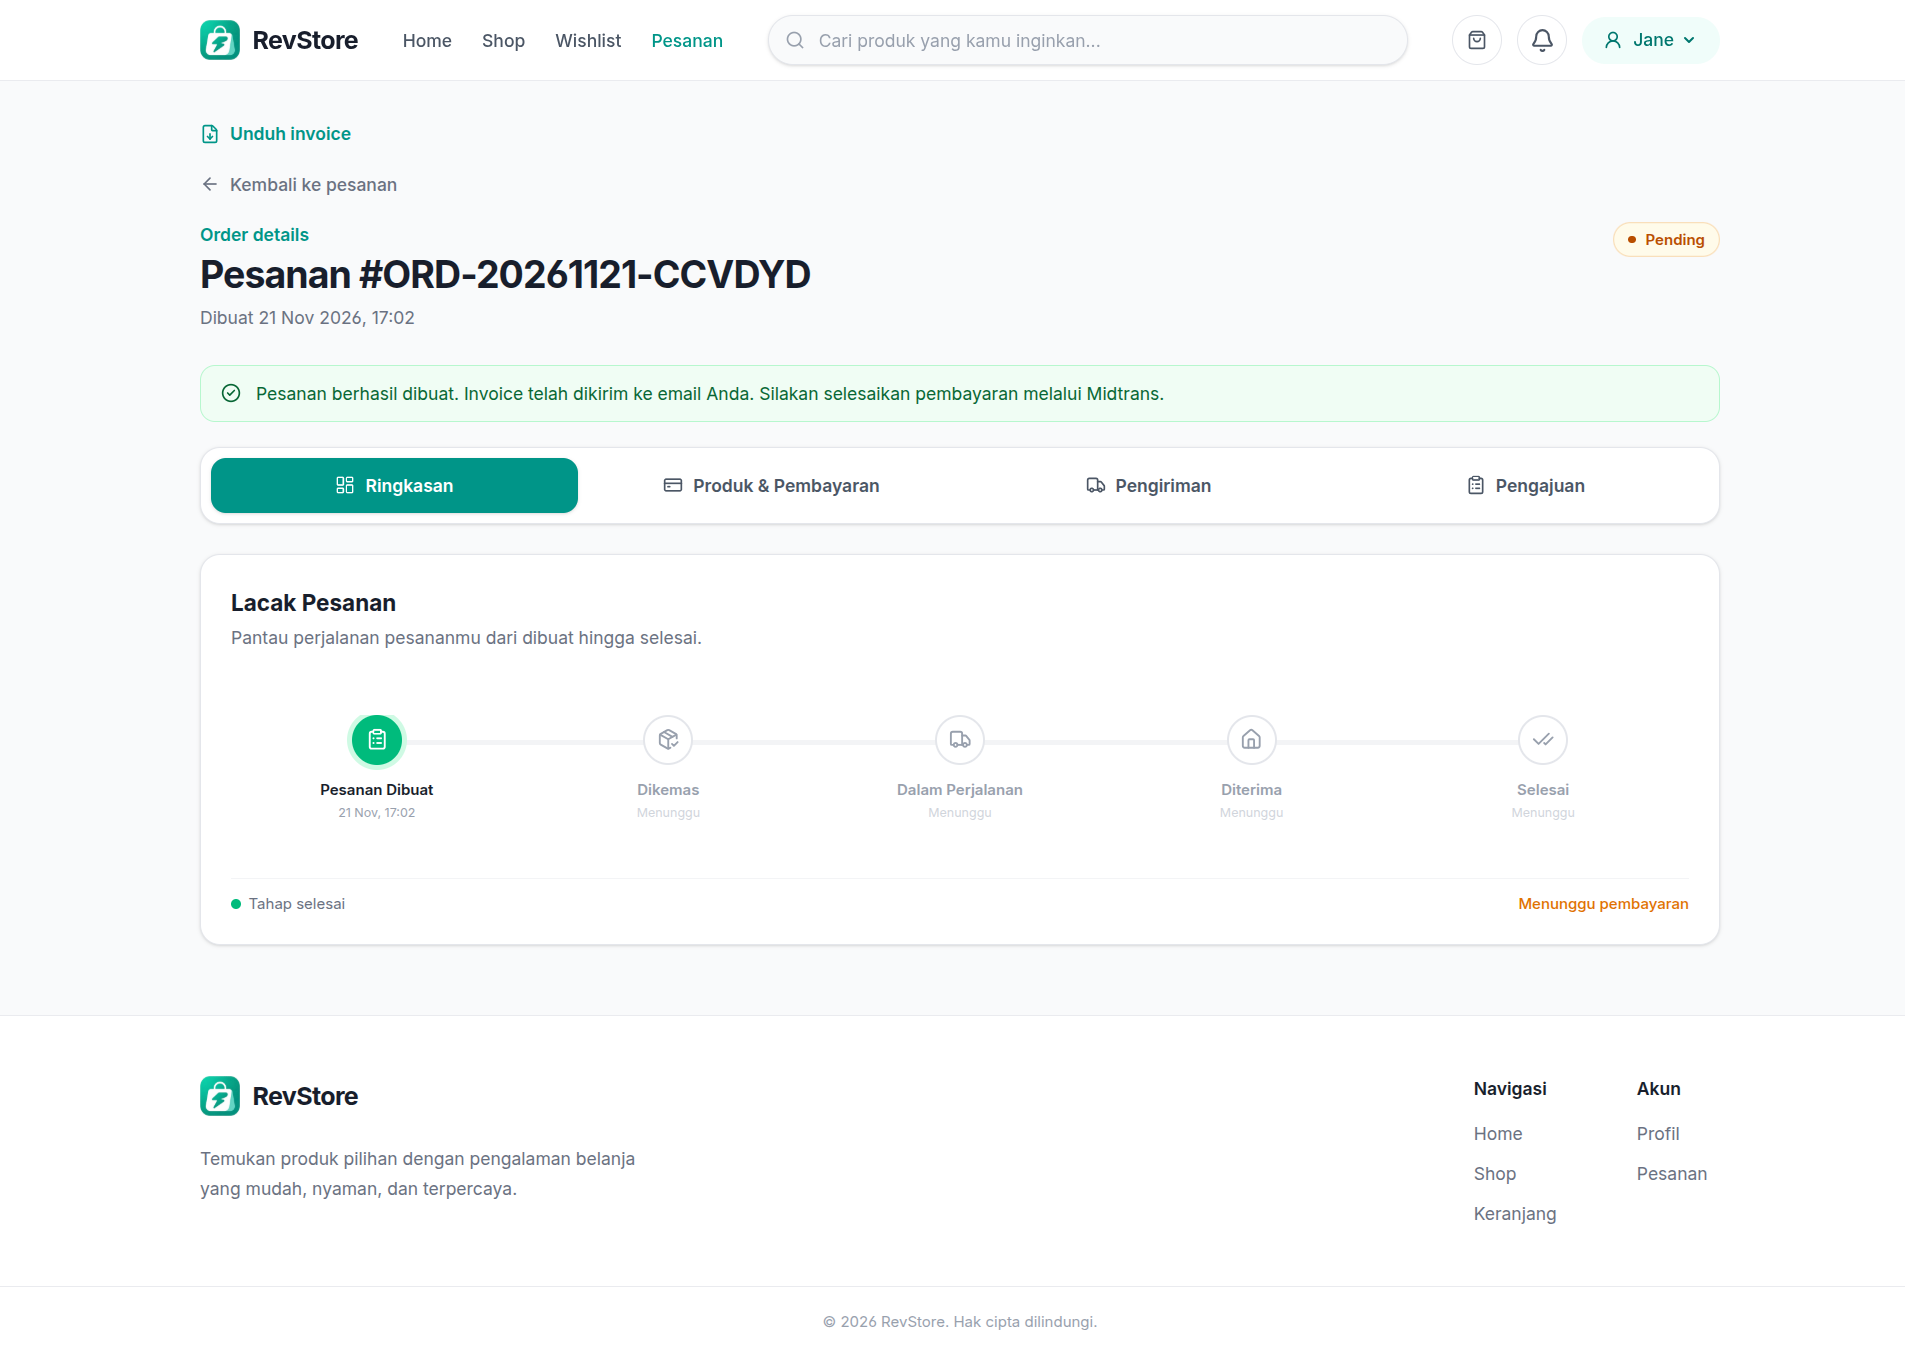 RevStore
Home
Shop
Wishlist
Pesanan
Cari produk yang kamu inginkan...
Jane
Unduh invoice
Kembali ke pesanan
Order details
Pending
Pesanan #ORD-20261121-CCVDYD
Dibuat 21 Nov 2026, 17:02
Pesanan berhasil dibuat. Invoice telah dikirim ke email Anda. Silakan selesaikan pembayaran melalui Midtrans.
Ringkasan
Produk & Pembayaran
Pengiriman
Pengajuan
Lacak Pesanan
Pantau perjalanan pesananmu dari dibuat hingga selesai.
Pesanan Dibuat
21 Nov, 17:02
Dikemas
Menunggu
Dalam Perjalanan
Menunggu
Diterima
Menunggu
Selesai
Menunggu
Tahap selesai
Menunggu pembayaran
RevStore
Temukan produk pilihan dengan pengalaman belanja
yang mudah, nyaman, dan terpercaya.
Navigasi
Home
Shop
Keranjang
Akun
Profil
Pesanan
© 2026 RevStore. Hak cipta dilindungi.